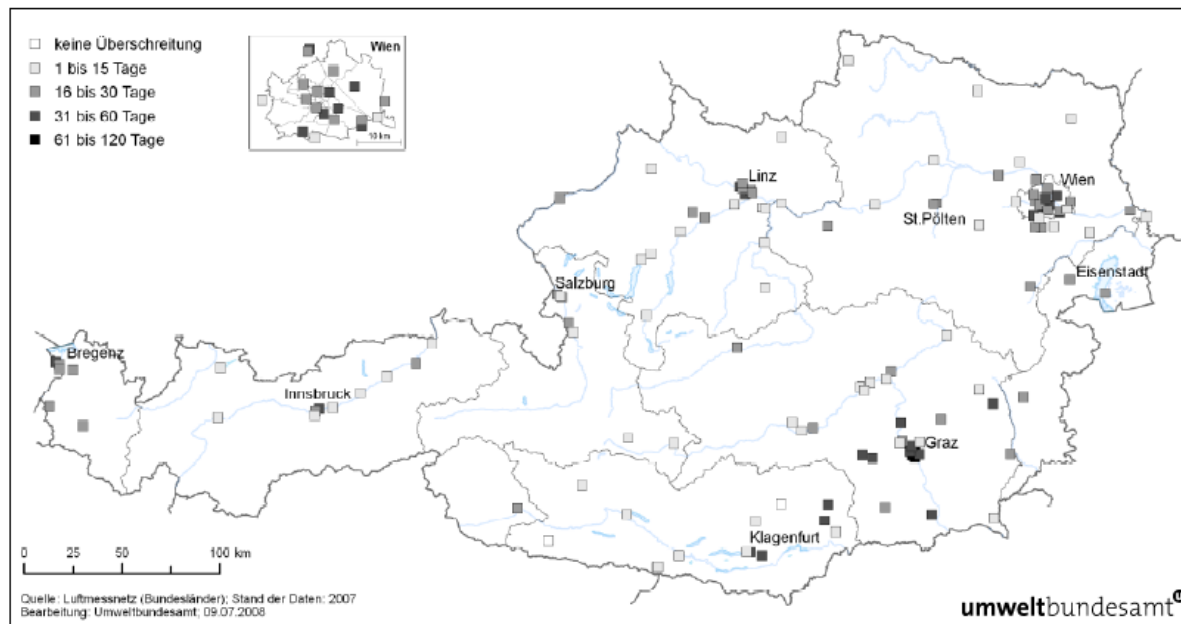 keine Überschreitung
1 bis 15 Tage
16 bis 30 Tage
31 bis 60 Tage
61 bis 120 Tage
Wien
10 km
Linz
Wien
St.Pölten
Eisenstadt
Salzburg
Bregenz
Innsbruck
Graz
Klagenfurt
0 25 50 100 km
Quelle: Luftmessnetz (Bundesländer); Stand der Daten: 2007
Bearbeitung: Umweltbundesamt; 09.07.2008
umweltbundesamt